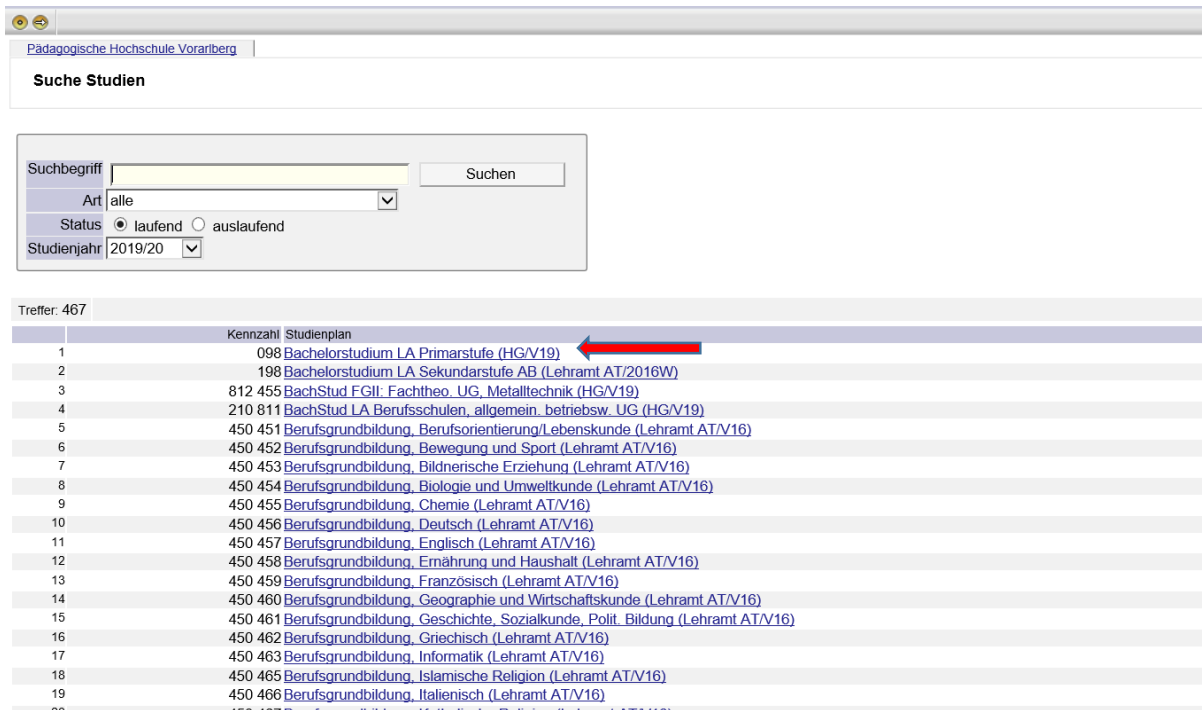 Pädagogische Hochschule Vorarlberg
Suche Studien
Suchbegriff Suchen
Art alle
Status laufend auslaufend
Studienjahr 2019/20
Treffer: 467
Kennzahl Studienplan
1 098 Bachelorstudium LA Primarstufe (HG/V19)
2 198 Bachelorstudium LA Sekundarstufe AB (Lehramt AT/2016W)
3 812 455 BachStud FGII: Fachtheo. UG, Metalltechnik (HG/V19)
4 210 811 BachStud LA Berufsschulen, allgemein. betriebsw. UG (HG/V19)
5 450 451 Berufsgrundbildung, Berufsorientierung/Lebenskunde (Lehramt AT/V16)
6 450 452 Berufsgrundbildung, Bewegung und Sport (Lehramt AT/V16)
7 450 453 Berufsgrundbildung, Bildnerische Erziehung (Lehramt AT/V16)
8 450 454 Berufsgrundbildung, Biologie und Umweltkunde (Lehramt AT/V16)
9 450 455 Berufsgrundbildung, Chemie (Lehramt AT/V16)
10 450 456 Berufsgrundbildung, Deutsch (Lehramt AT/V16)
11 450 457 Berufsgrundbildung, Englisch (Lehramt AT/V16)
12 450 458 Berufsgrundbildung, Ernährung und Haushalt (Lehramt AT/V16)
13 450 459 Berufsgrundbildung, Französisch (Lehramt AT/V16)
14 450 460 Berufsgrundbildung, Geographie und Wirtschaftskunde (Lehramt AT/V16)
15 450 461 Berufsgrundbildung, Geschichte, Sozialkunde, Polit. Bildung (Lehramt AT/V16)
16 450 462 Berufsgrundbildung, Griechisch (Lehramt AT/V16)
17 450 463 Berufsgrundbildung, Informatik (Lehramt AT/V16)
18 450 465 Berufsgrundbildung, Islamische Religion (Lehramt AT/V16)
19 450 466 Berufsgrundbildung, Italienisch (Lehramt AT/V16)